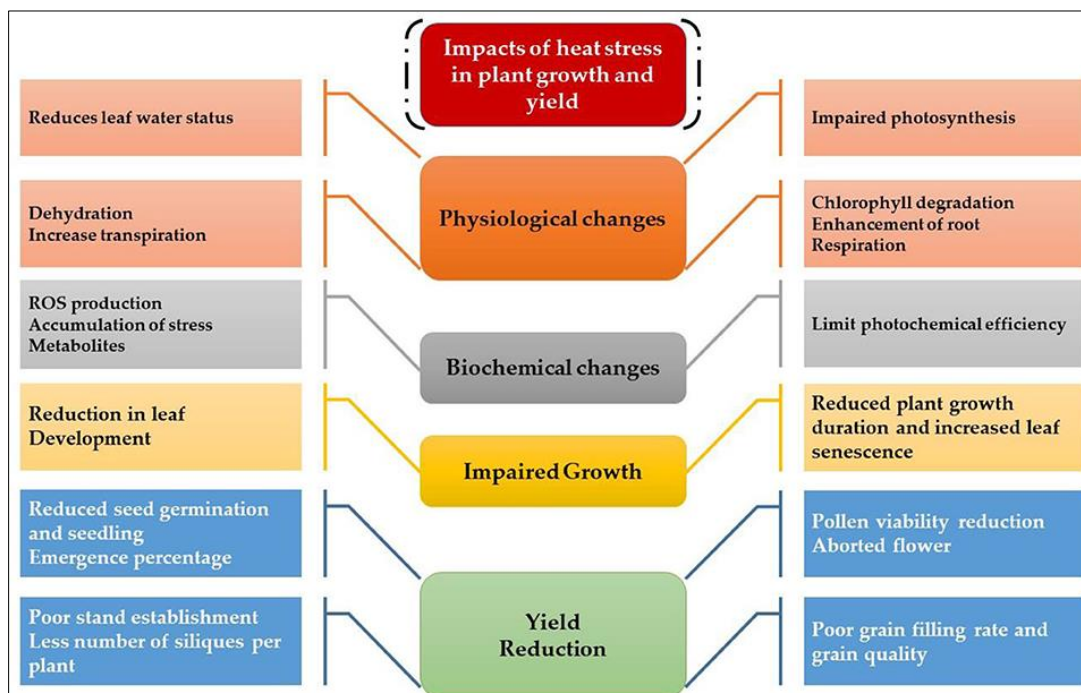 Impacts of heat stress
in plant growth and
yield
Reduces leaf water status
Impaired photosynthesis
Physiological changes
Dehydration
Increase transpiration
Chlorophyll degradation
Enhancement of root
Respiration
ROS production
Accumulation of stress
Metabolites
Limit photochemical efficiency
Biochemical changes
Reduction in leaf
Development
Reduced plant growth
duration and increased leaf
senescence
Impaired Growth
Reduced seed germination
and seedling
Emergence percentage
Pollen viability reduction
Aborted flower
Yield
Reduction
Poor stand establishment
Less number of siliques per
plant
Poor grain filling rate and
grain quality